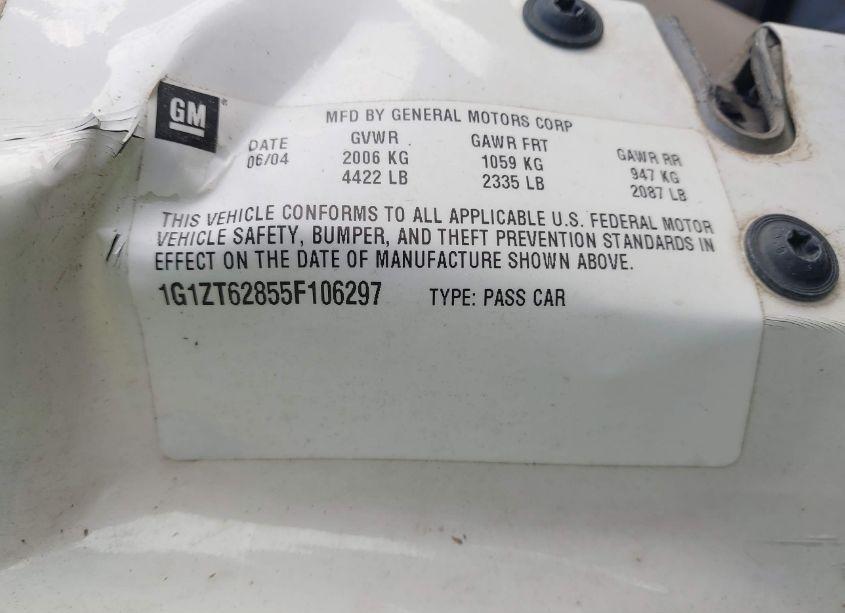 GM
MFD BY GENERAL MOTORS CORP
DATE GVWR GAWR FRT GAWR RR
06/04 2006 KG 1059 KG 947 KG
4422 LB 2335 LB 2087 LB
THIS VEHICLE CONFORMS TO ALL APPLICABLE U.S. FEDERAL MOTOR
VEHICLE SAFETY, BUMPER, AND THEFT PREVENTION STANDARDS IN
EFFECT ON THE DATE OF MANUFACTURE SHOWN ABOVE.
1G1ZT62855F106297 TYPE: PASS CAR